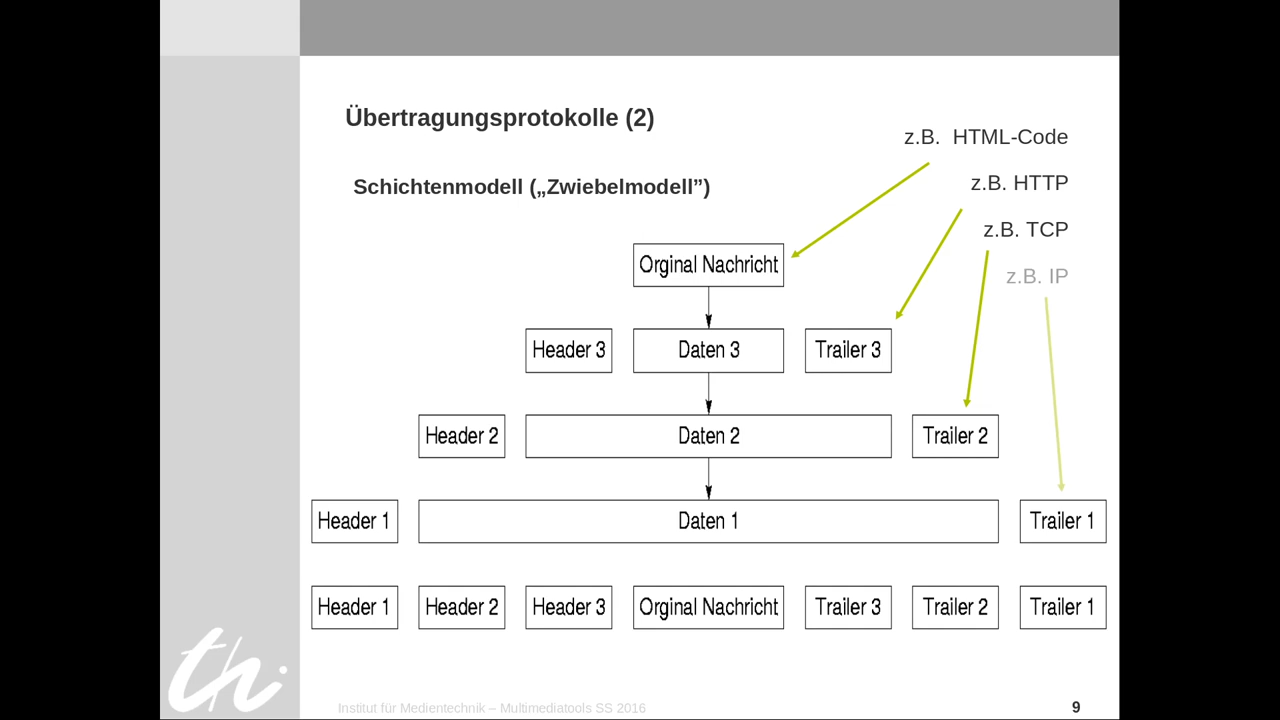 Übertragungsprotokolle (2)
z.B.  HTML-Code
Schichtenmodell („Zwiebelmodell”)
z.B. HTTP
z.B. TCP
z.B. IP
Orginal Nachricht
Header 3 Daten 3 Trailer 3
Header 2 Daten 2 Trailer 2
Header 1 Daten 1 Trailer 1
Header 1 Header 2 Header 3 Orginal Nachricht Trailer 3 Trailer 2 Trailer 1
th
Institut für Medientechnik – Multimediatools SS 2016
9